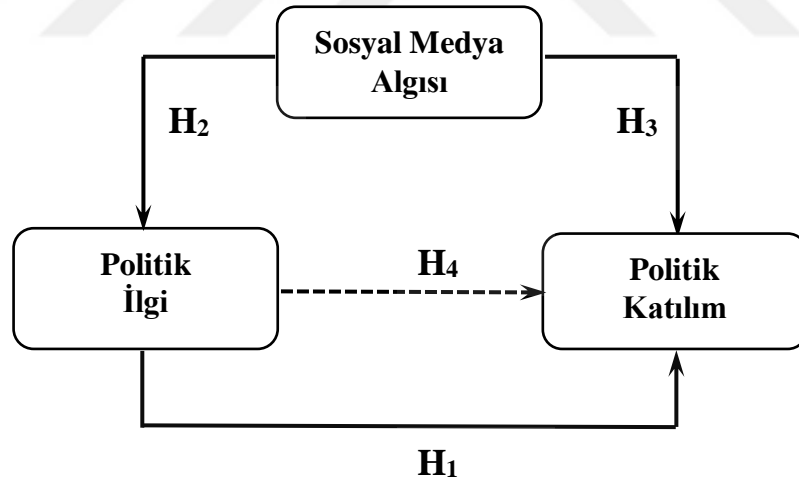 Sosyal Medya
Algısı
H2
H3
Politik
İlgi
H4
Politik
Katılım
H1